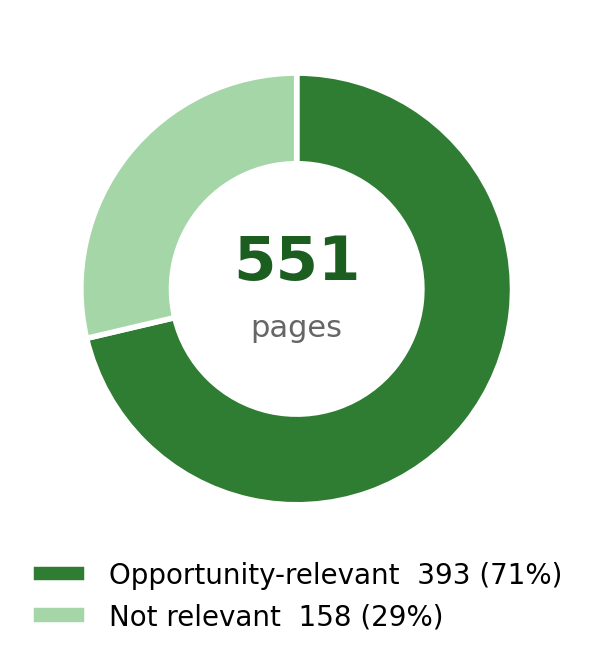 551
pages
Opportunity-relevant  393 (71%)
Not relevant  158 (29%)